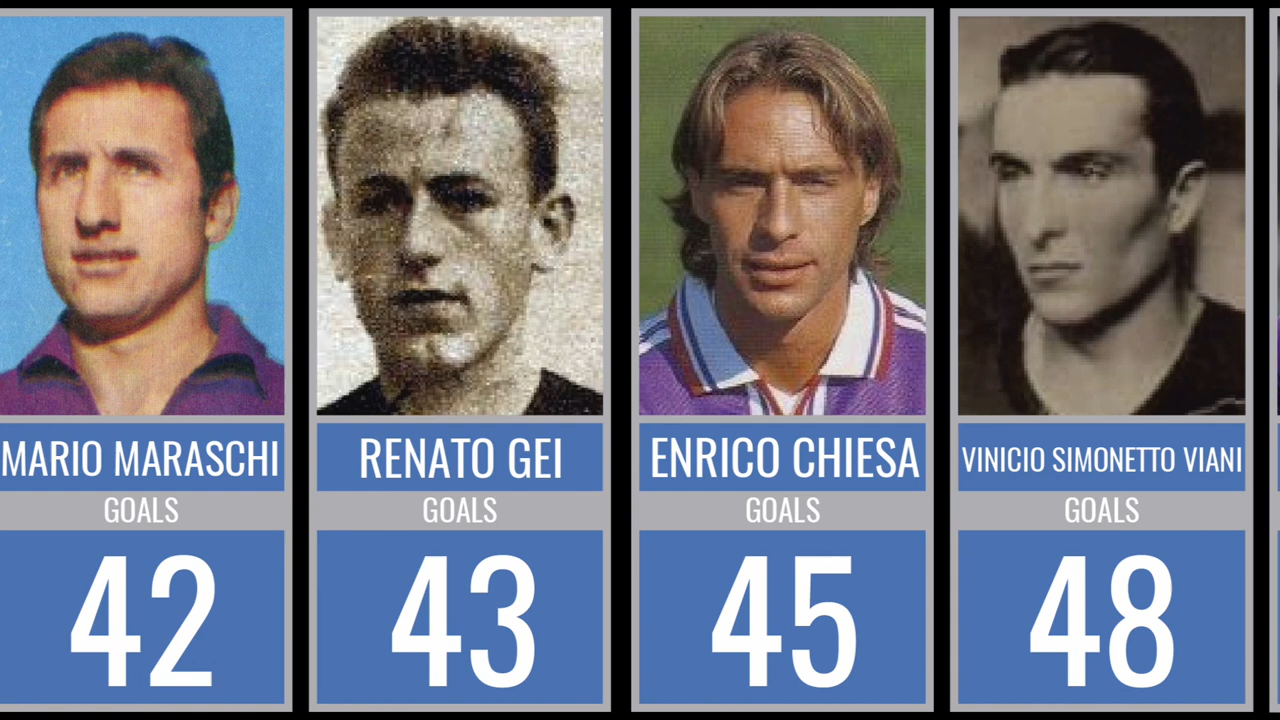 MARIO MARASCHI
GOALS
42
RENATO GEI
GOALS
43
ENRICO CHIESA
GOALS
45
VINICIO SIMONETTO VIANI
GOALS
48